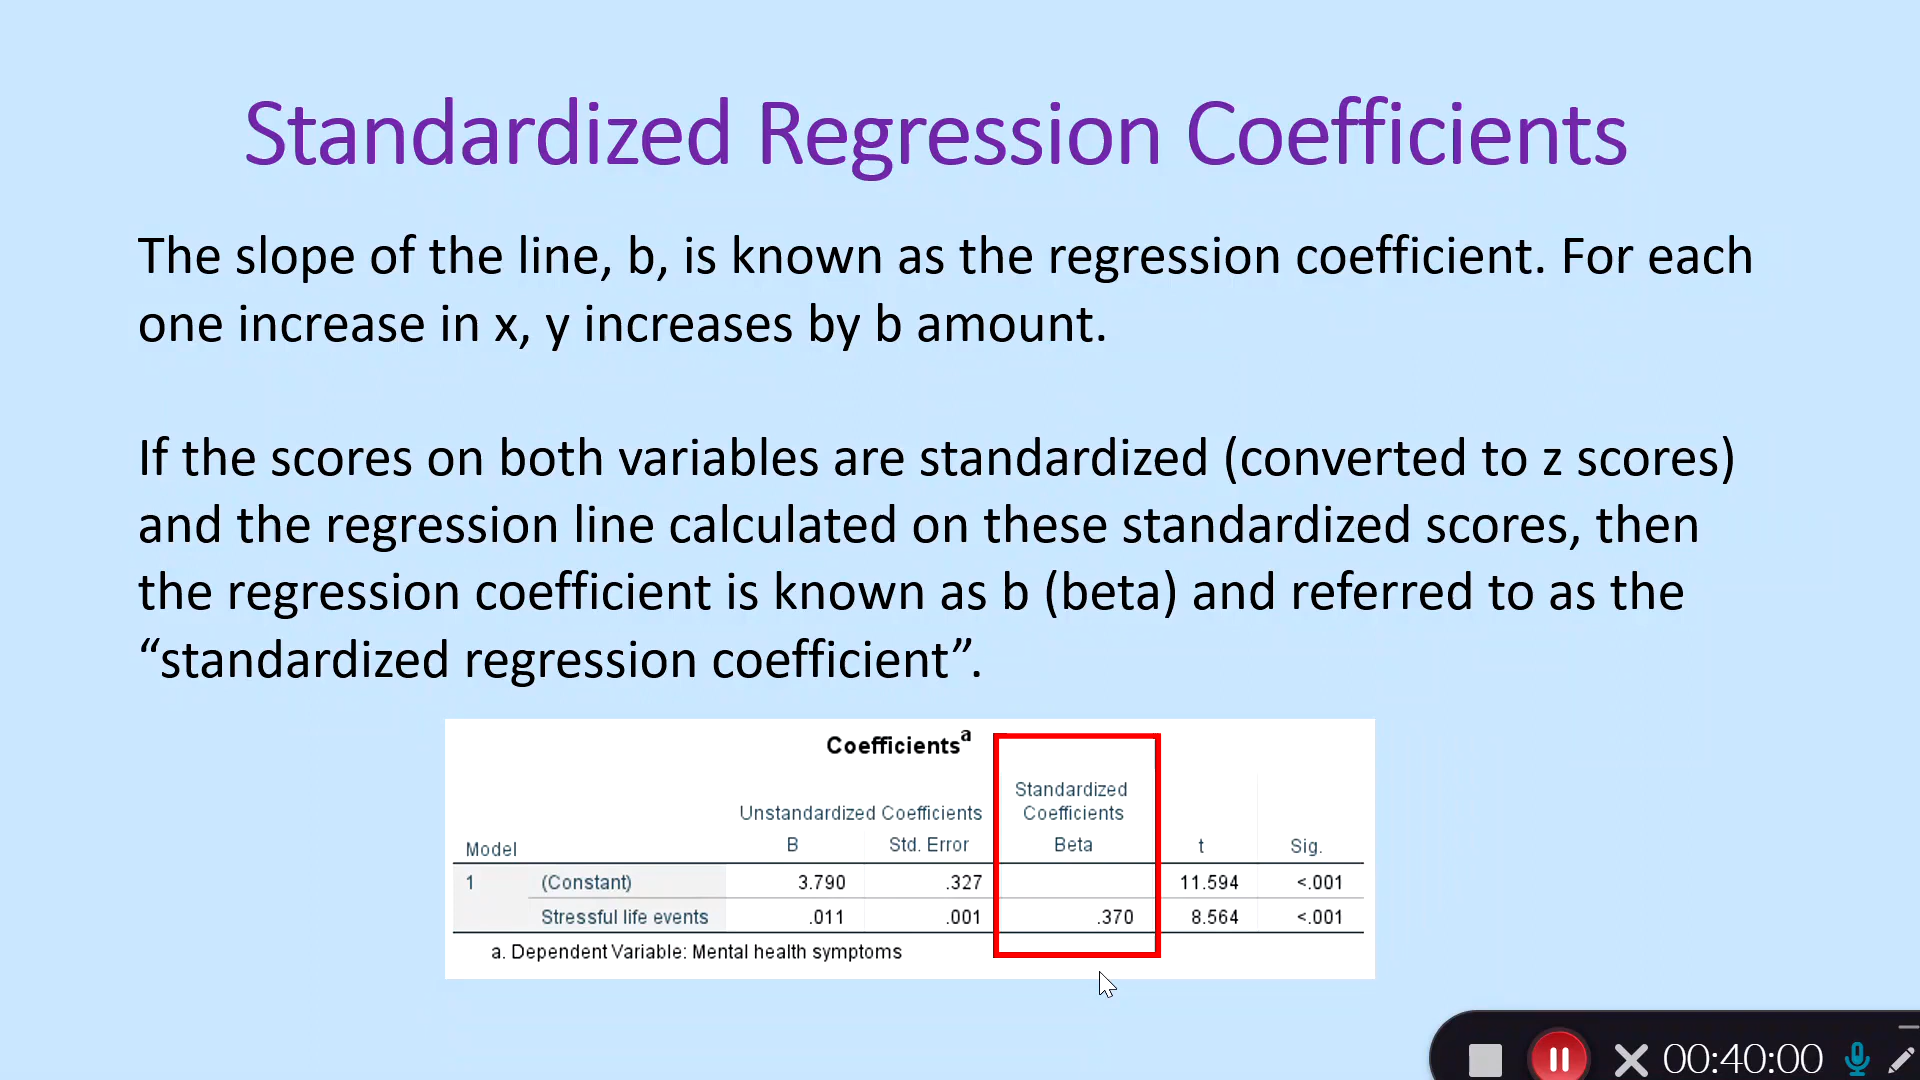 Standardized Regression Coefficients
The slope of the line, b, is known as the regression coefficient. For each
one increase in x, y increases by b amount.
If the scores on both variables are standardized (converted to z scores)
and the regression line calculated on these standardized scores, then
the regression coefficient is known as b (beta) and referred to as the
“standardized regression coefficient”.
Coefficientsa
Standardized
Unstandardized Coefficients Coefficients
Model B Std. Error Beta t Sig.
1 (Constant) 3.790 .327 11.594 <.001
Stressful life events .011 .001 .370 8.564 <.001
a. Dependent Variable: Mental health symptoms
00:40:00